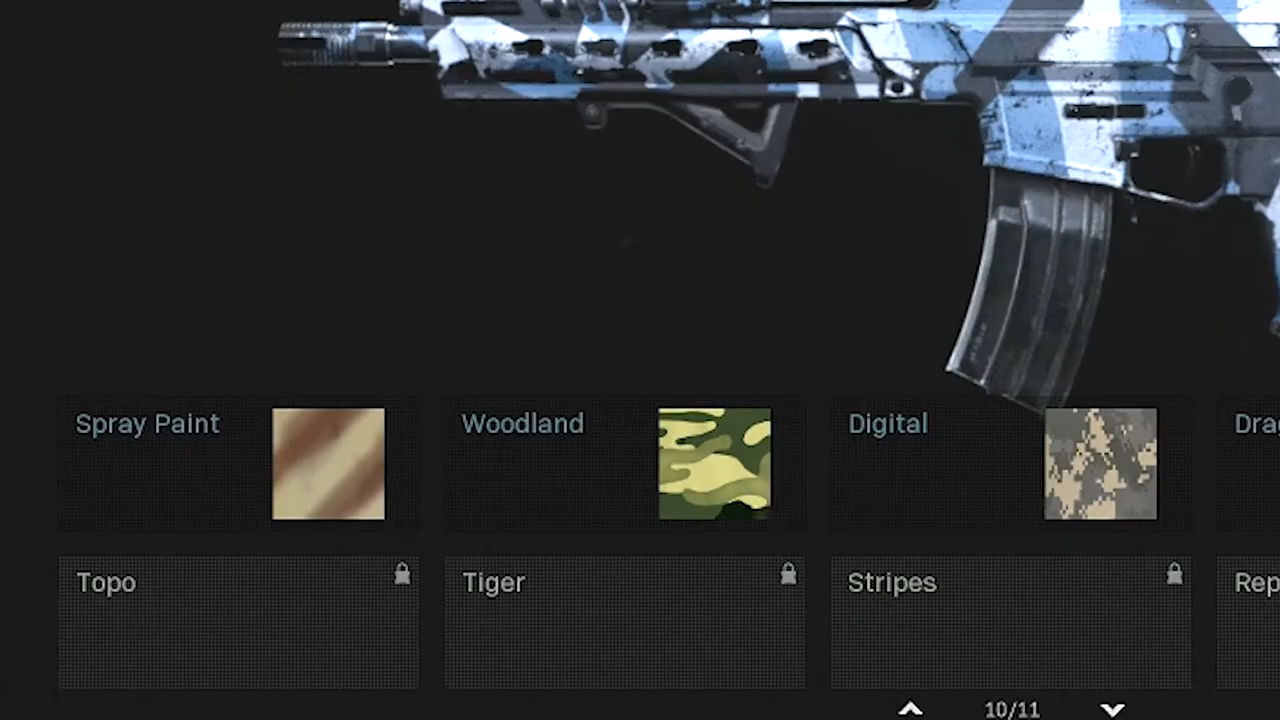 Spray Paint
Woodland
Digital
Topo
Tiger
Stripes
10/11